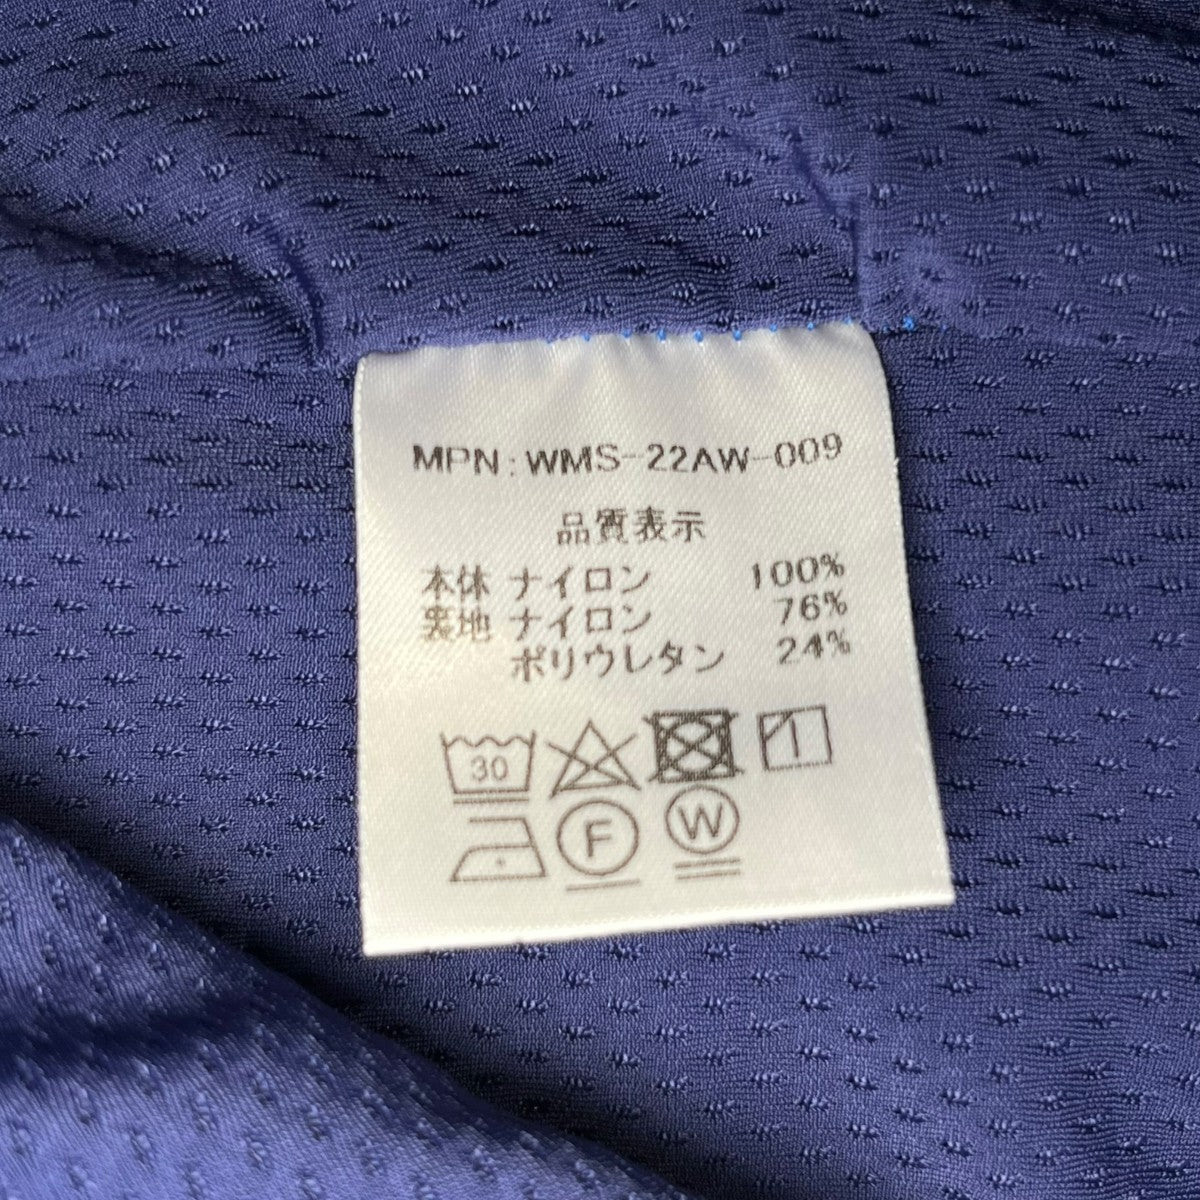 MPN:WMS-22AW-009
品質表示
本体 ナイロン 100%
裏地 ナイロン 76%
ポリウレタン 24%
30
F W